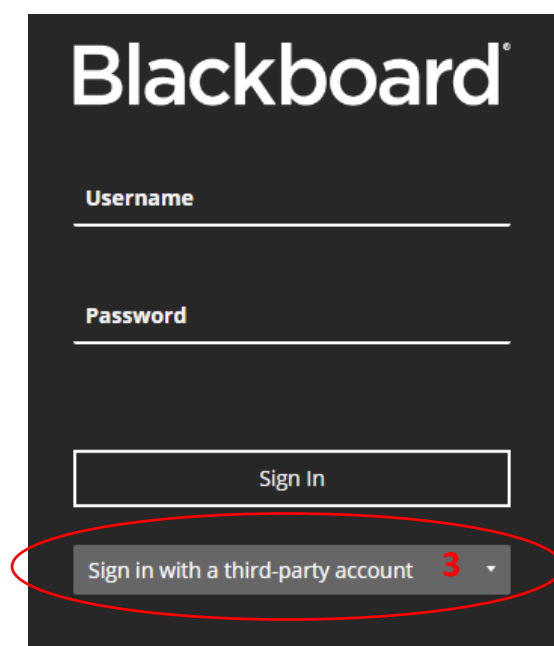 Blackboard®
Username
Password
Sign In
Sign in with a third-party account 3